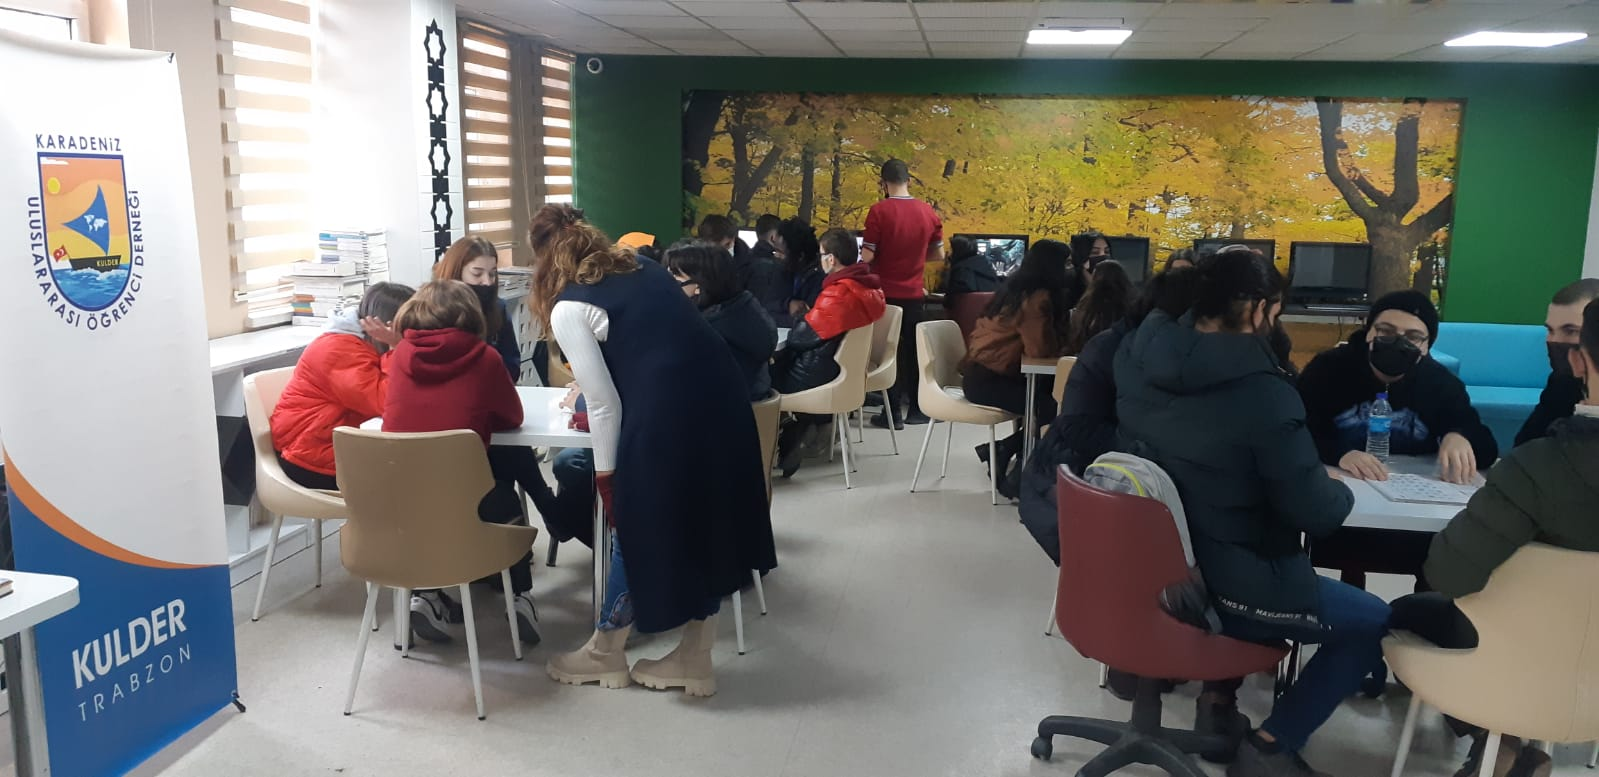 KARADENİZ
ULUSLARARASI ÖĞRENCİ DERNEĞİ
KULDER
KULDER
TRABZON